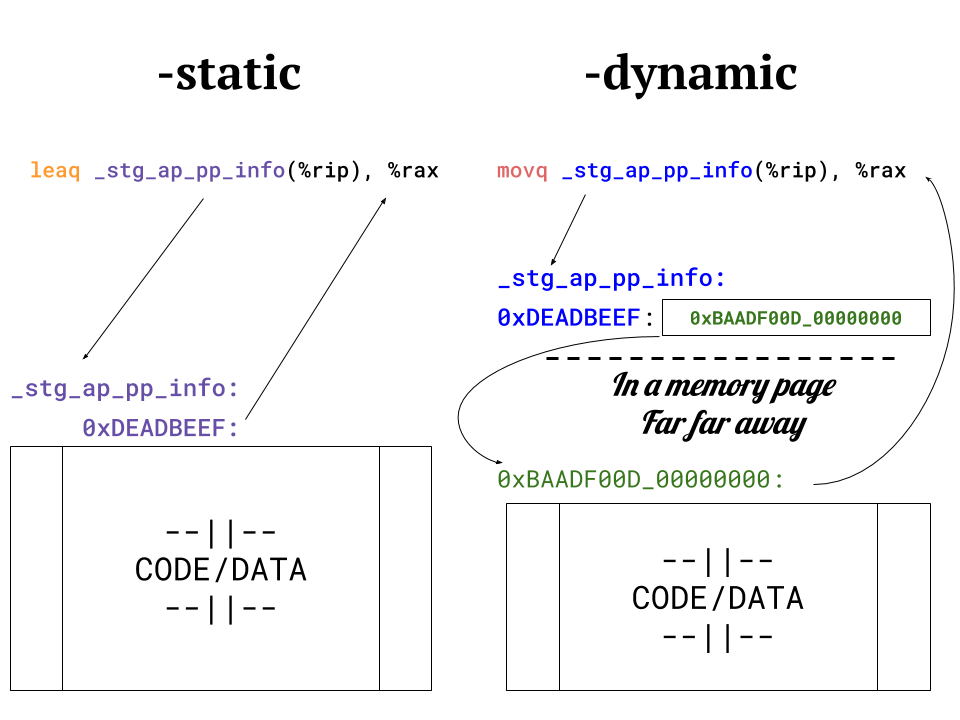 -static
leaq _stg_ap_pp_info(%rip), %rax
_stg_ap_pp_info:
0xDEADBEEF:
--||--
CODE/DATA
--||--
-dynamic
movq _stg_ap_pp_info(%rip), %rax
_stg_ap_pp_info:
0xDEADBEEF: 0xBAADF00D_00000000
In a memory page
Far far away
0xBAADF00D_00000000:
--||--
CODE/DATA
--||--